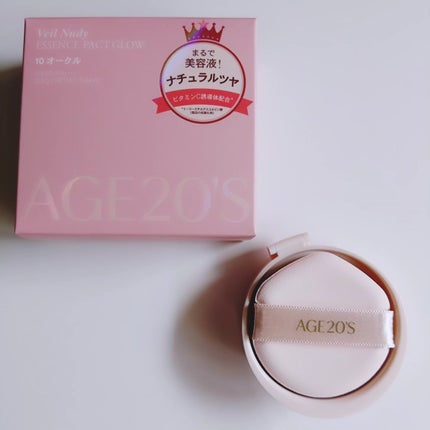 Veil Nudy
ESSENCE PACT GLOW
10 オークル
まるで
美容液！
ナチュラルツヤ
ビタミンC誘導体配合*
AGE20'S
AGE20'S